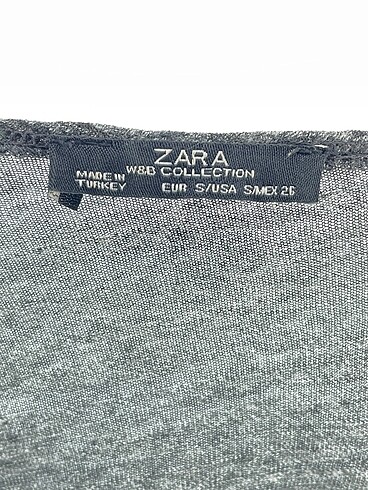 ZARA
W&B COLLECTION
MADE IN
TURKEY
EUR S/USA S/MEX 26